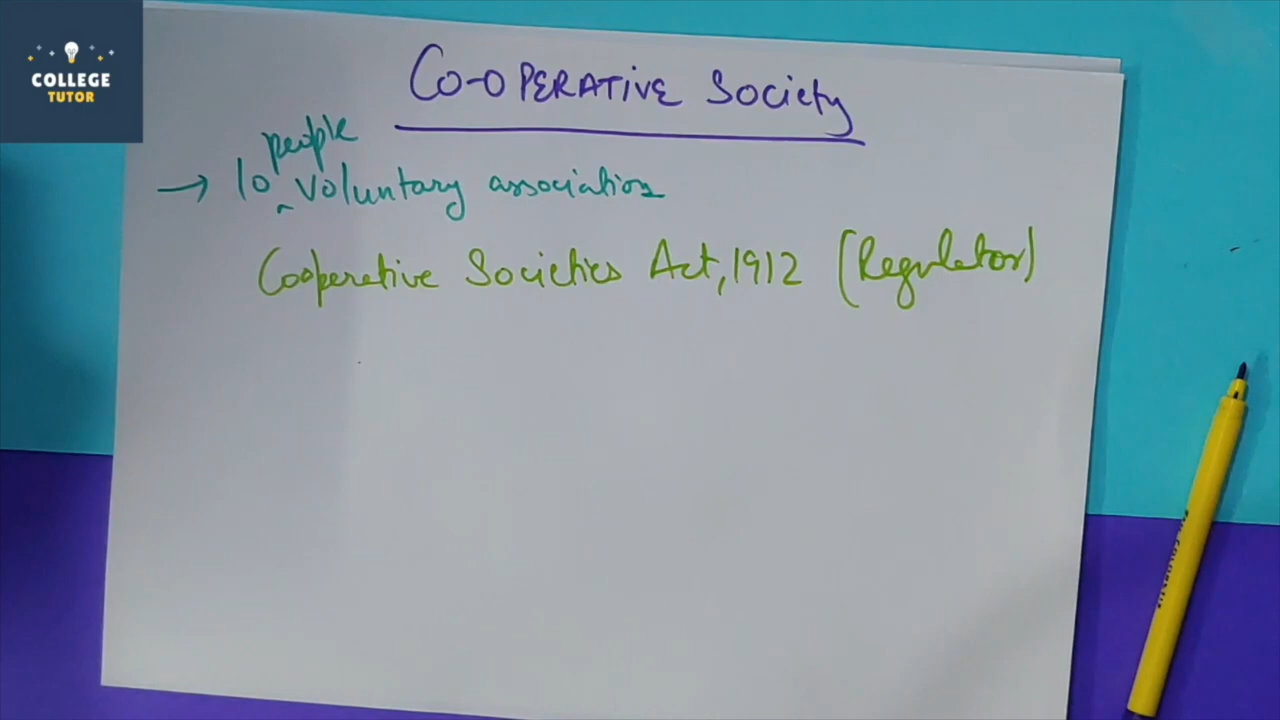 COLLEGE
TUTOR
CO-OPERATIVE Society
people
→ 10 ^ voluntary association
Cooperative Societies Act, 1912 (Regulator)